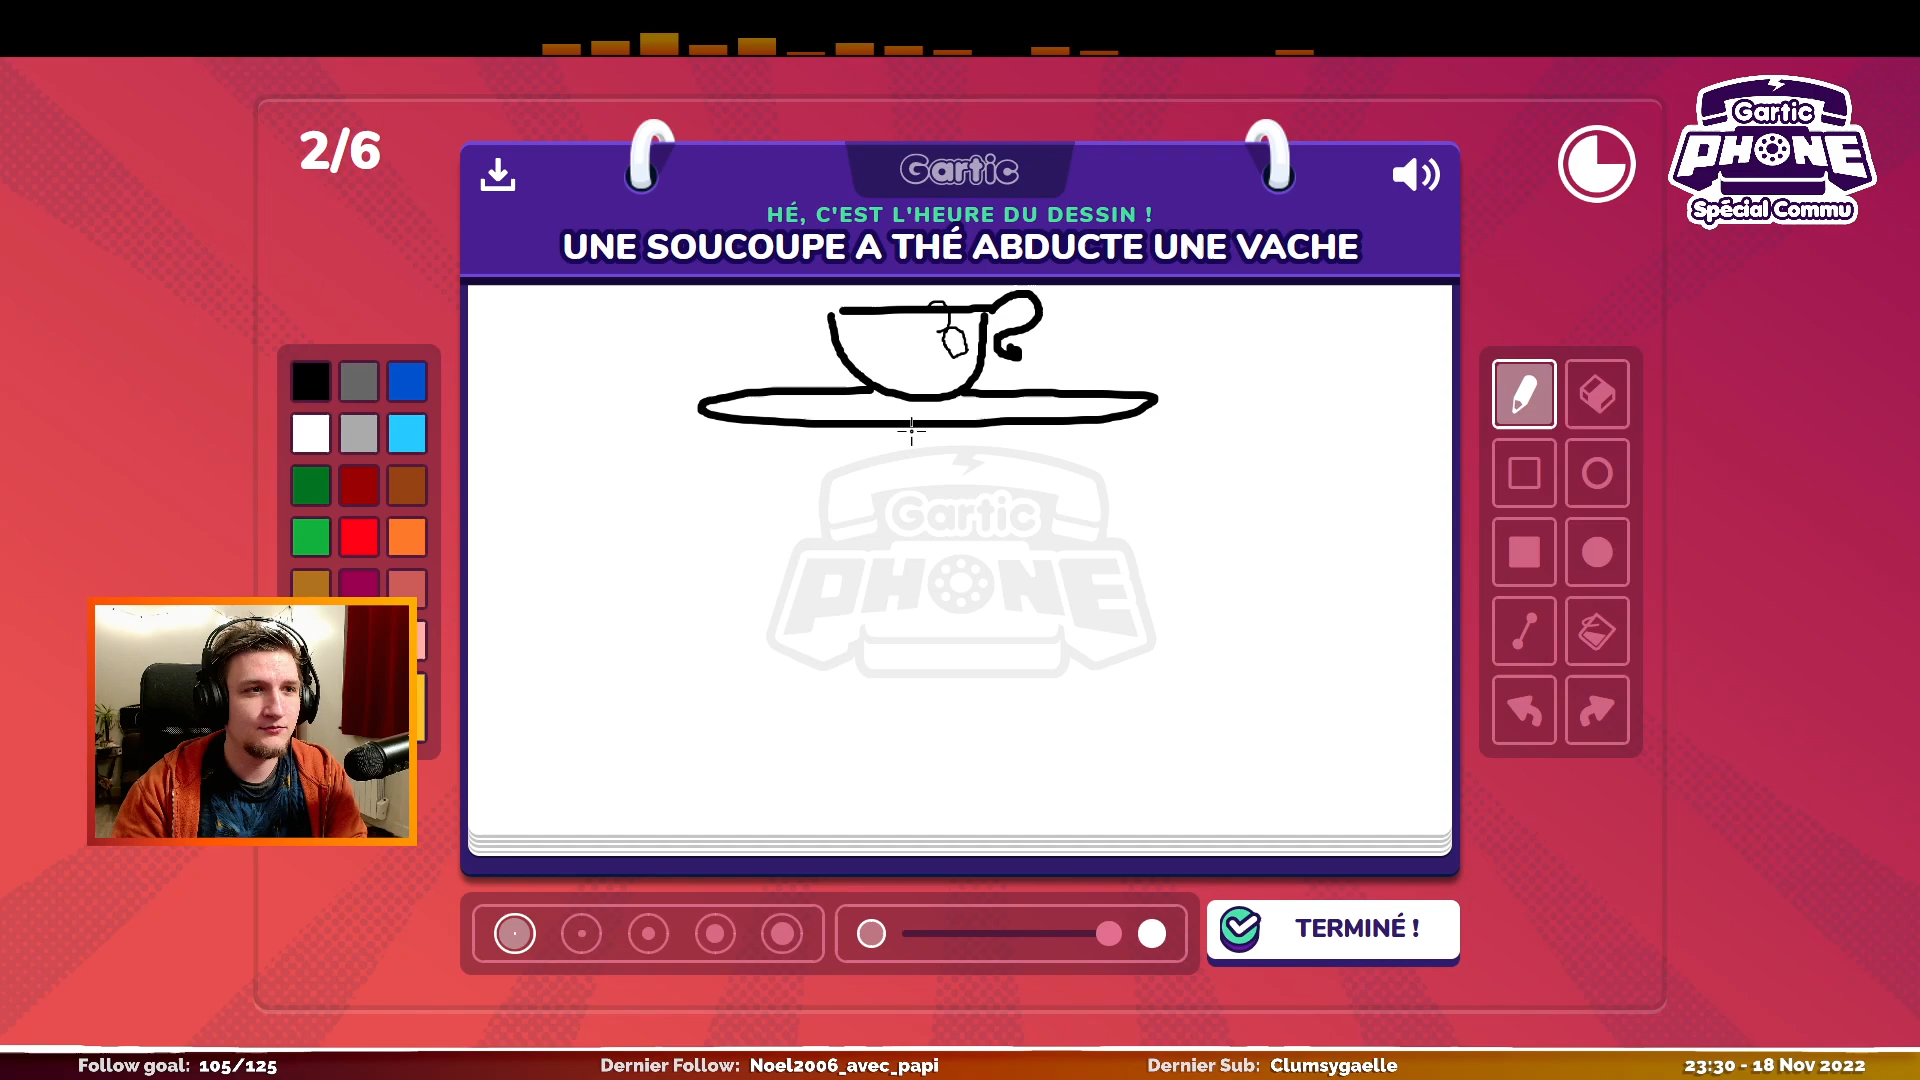 2/6
Gartic
HÉ, C'EST L'HEURE DU DESSIN !
UNE SOUCOUPE A THÉ ABDUCTE UNE VACHE
Gartic
PHONE
Spécial Commu
Gartic
PHONE
TERMINÉ !
Follow goal: 105/125
Dernier Follow: Noel2006_avec_papi
Dernier Sub: Clumsygaelle
23:30 - 18 Nov 2022